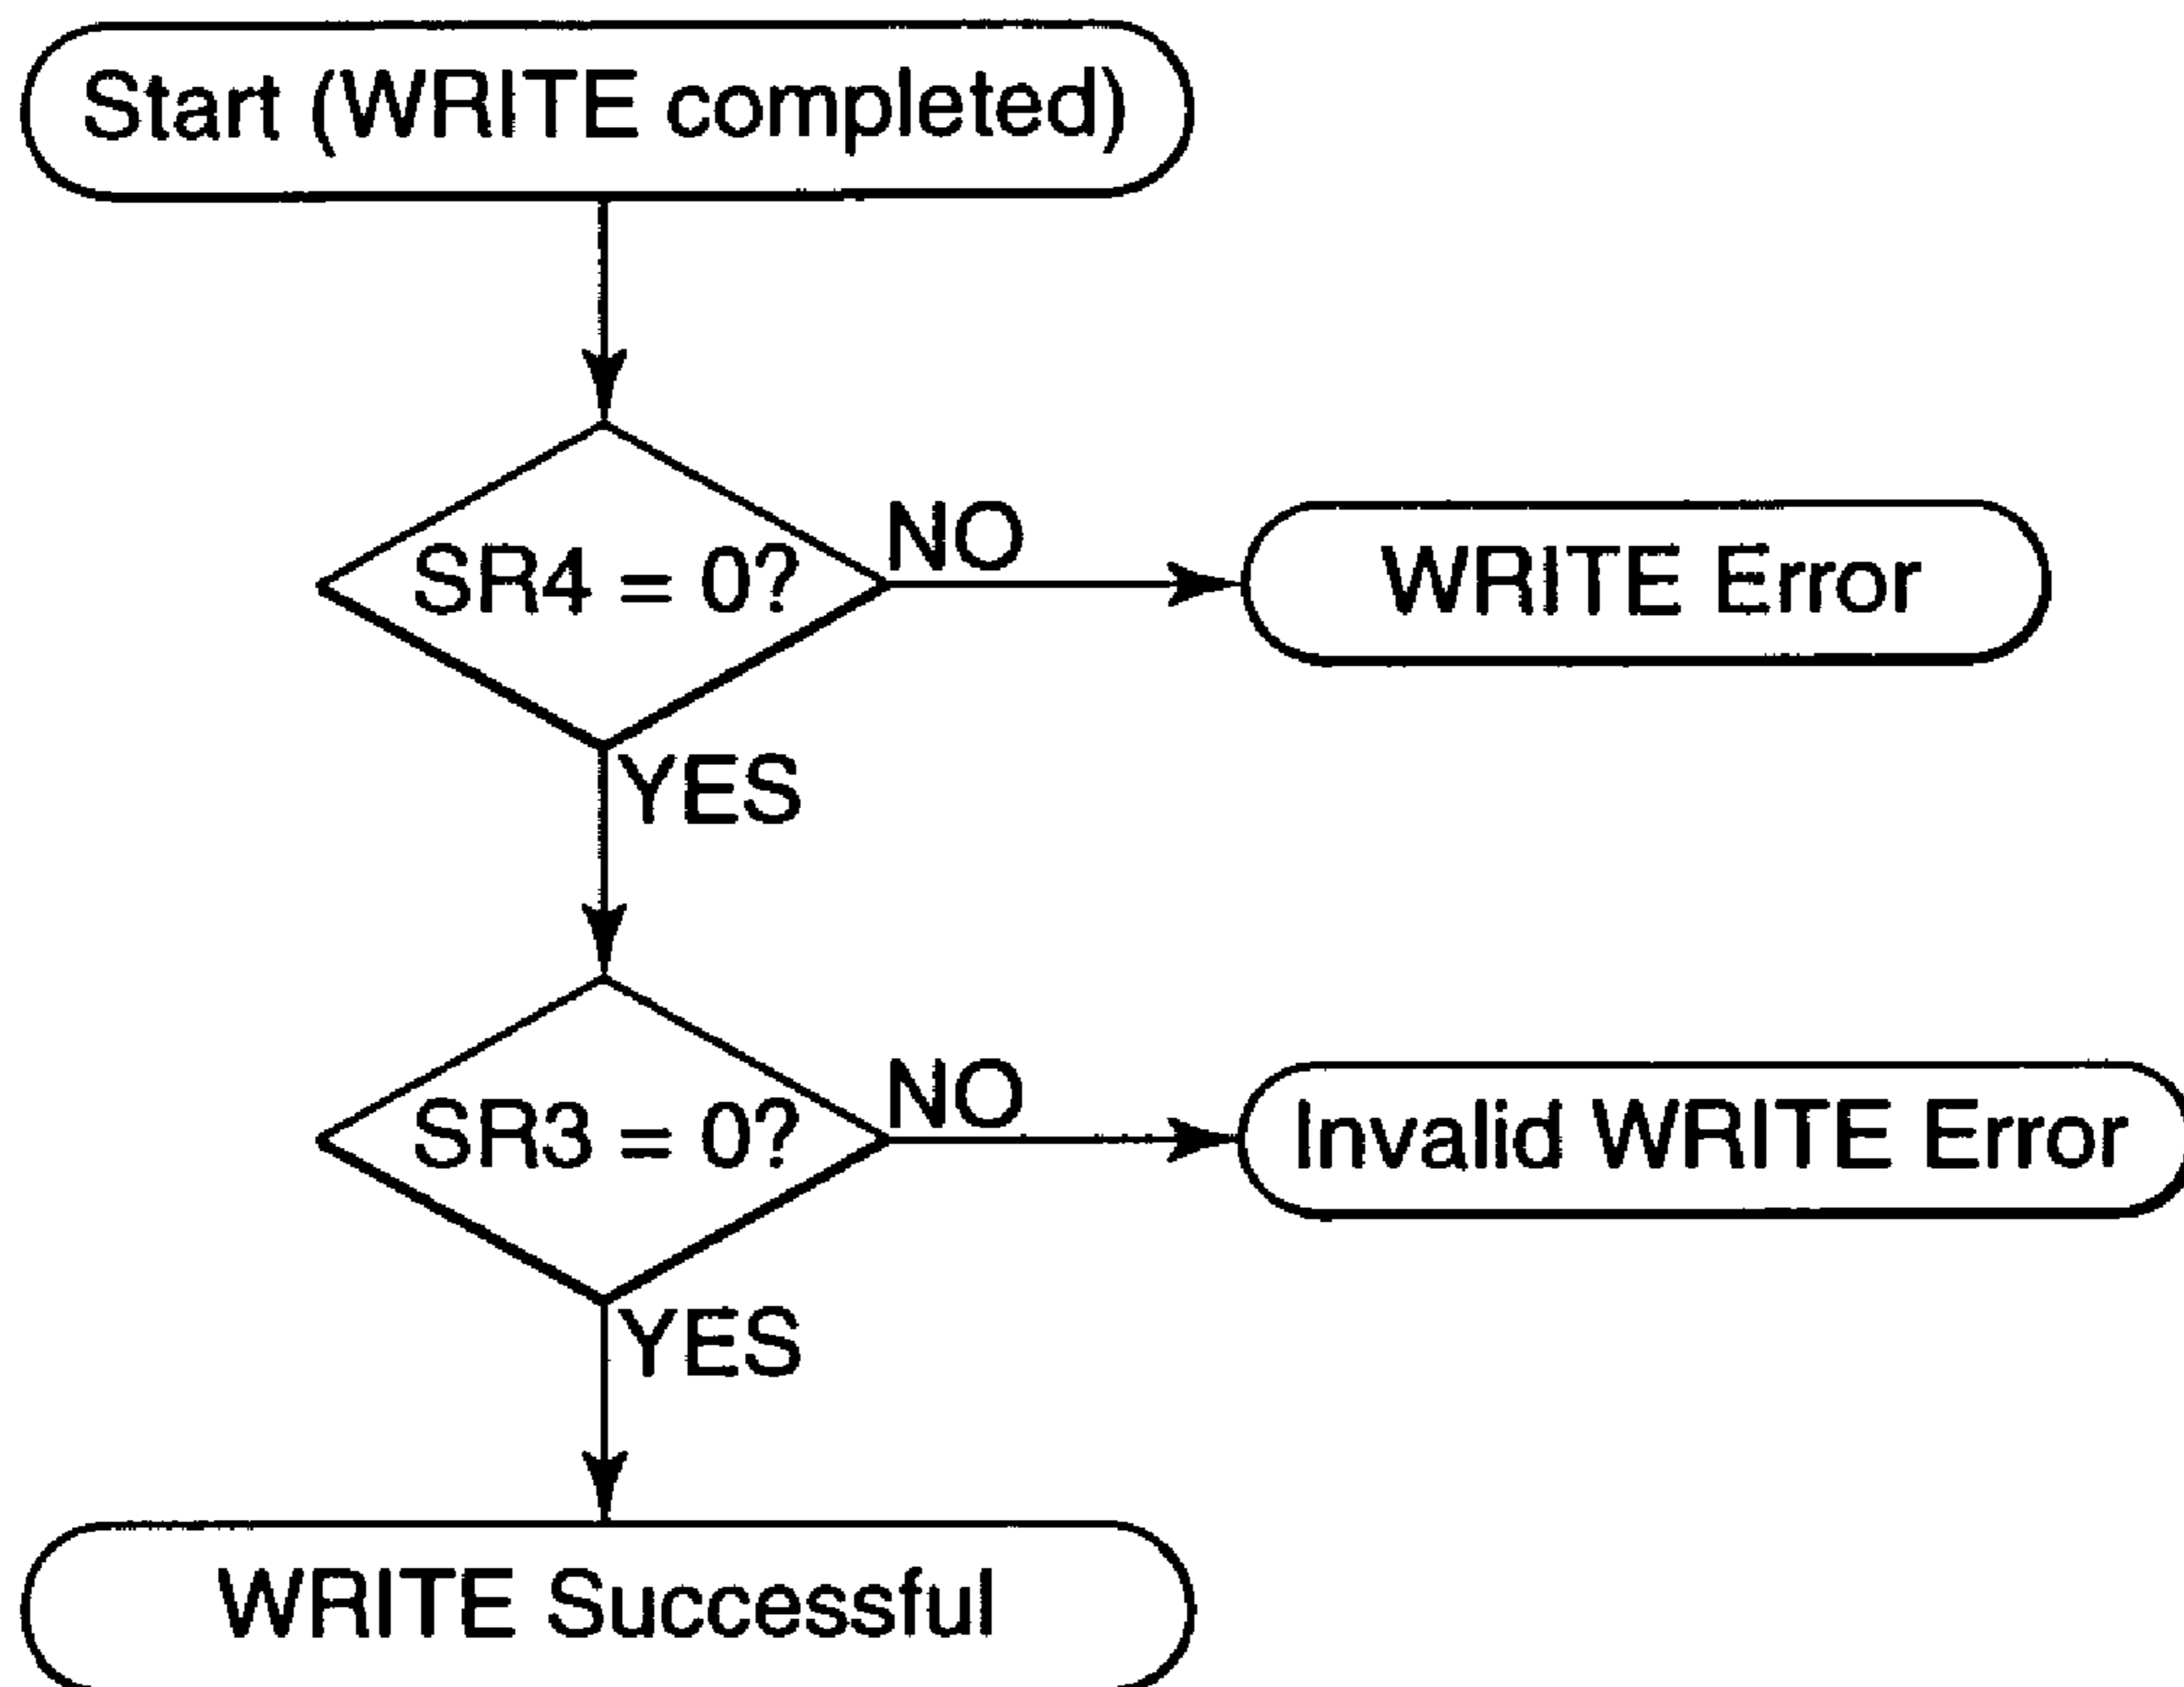 Start (WRITE completed)
SR4 = 0?
NO
WRITE Error
YES
SR3 = 0?
NO
Invalid WRITE Error
YES
WRITE Successful